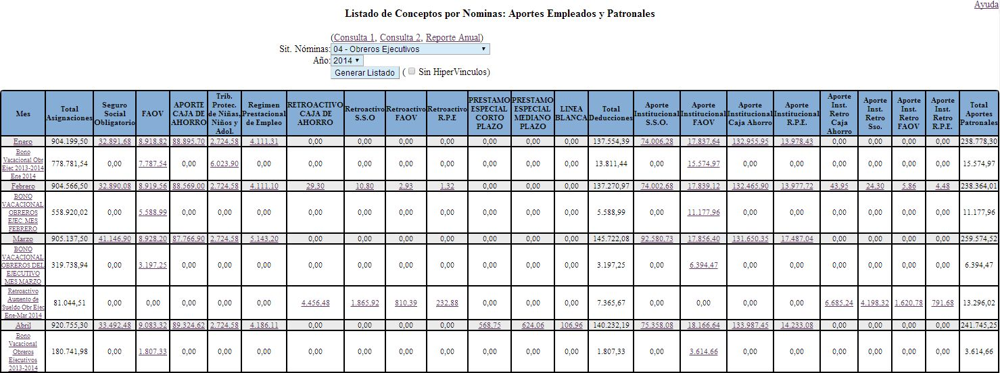 Ayuda
Listado de Conceptos por Nominas: Aportes Empleados y Patronales
(Consulta 1, Consulta 2, Reporte Anual)
Sit. Nóminas: 04 - Obreros Ejecutivos
Año: 2014
Generar Listado ( Sin HiperVinculos)
Mes Total Asignaciones Seguro Social Obligatorio FAOV APORTE CAJA DE AHORRO Trib. Protec. de Niñas, Niños y Adol. Regimen Prestacional de Empleo RETROACTIVO CAJA DE AHORRO Retroactivo S.S.O Retroactivo FAOV Retroactivo R.P.E PRESTAMO ESPECIAL CORTO PLAZO PRESTAMO ESPECIAL MEDIANO PLAZO LINEA BLANCA Total Deducciones Aporte Institucional S.S.O. Aporte Institucional FAOV Aporte Institucional Caja Ahorro Aporte Institucional R.P.E. Aporte Inst. Retro Caja Ahorro Aporte Inst. Retro Sso. Aporte Inst. Retro FAOV Aporte Inst. Retro R.P.E. Total Aportes Patronales
Enero 904.199,50 32.891,68 8.918,82 88.895,70 2.724,58 4.111,31 0,00 0,00 0,00 0,00 0,00 0,00 0,00 137.554,39 74.006,28 17.837,64 132.955,95 13.978,43 0,00 0,00 0,00 0,00 238.778,30
Bono Vacacional Obr Ejec 2013-2014 Ene 2014 778.781,54 0,00 7.787,54 0,00 6.023,90 0,00 0,00 0,00 0,00 0,00 0,00 0,00 0,00 13.811,44 0,00 15.574,97 0,00 0,00 0,00 0,00 0,00 0,00 15.574,97
Febrero 904.566,50 32.890,08 8.919,56 88.569,00 2.724,58 4.111,10 29,30 10,80 2,93 1,32 0,00 0,00 0,00 137.270,97 74.002,68 17.839,12 132.465,90 13.977,72 43,95 24,30 5,86 4,48 238.364,01
BONO VACACIONAL OBREROS EJEC. MES FEBRERO 558.920,02 0,00 5.588,99 0,00 0,00 0,00 0,00 0,00 0,00 0,00 0,00 0,00 0,00 5.588,99 0,00 11.177,96 0,00 0,00 0,00 0,00 0,00 0,00 11.177,96
Marzo 905.137,50 41.146,90 8.928,20 87.766,90 2.724,58 5.143,20 0,00 0,00 0,00 0,00 0,00 0,00 0,00 145.722,08 92.580,73 17.856,40 131.650,35 17.487,04 0,00 0,00 0,00 0,00 259.574,52
BONO VACACIONAL OBREROS DEL EJECUTIVO MES MARZO 319.738,94 0,00 3.197,25 0,00 0,00 0,00 0,00 0,00 0,00 0,00 0,00 0,00 0,00 3.197,25 0,00 6.394,47 0,00 0,00 0,00 0,00 0,00 0,00 6.394,47
Retroactivo Aumento de Sueldo Obr Ejec Ene-Mar 2014 81.044,51 0,00 0,00 0,00 0,00 0,00 4.456,48 1.865,92 810,39 232,88 0,00 0,00 0,00 7.365,67 0,00 0,00 0,00 0,00 6.685,24 4.198,32 1.620,78 791,68 13.296,02
Abril 920.755,30 33.492,48 9.083,32 89.324,62 2.724,58 4.186,11 0,00 0,00 0,00 0,00 568,75 624,06 106,96 140.232,19 75.358,08 18.166,64 133.987,45 14.233,08 0,00 0,00 0,00 0,00 241.745,25
Bono Vacacional Obreros Ejecutivos 2013-2014 180.741,98 0,00 1.807,33 0,00 0,00 0,00 0,00 0,00 0,00 0,00 0,00 0,00 0,00 1.807,33 0,00 3.614,66 0,00 0,00 0,00 0,00 0,00 0,00 3.614,66